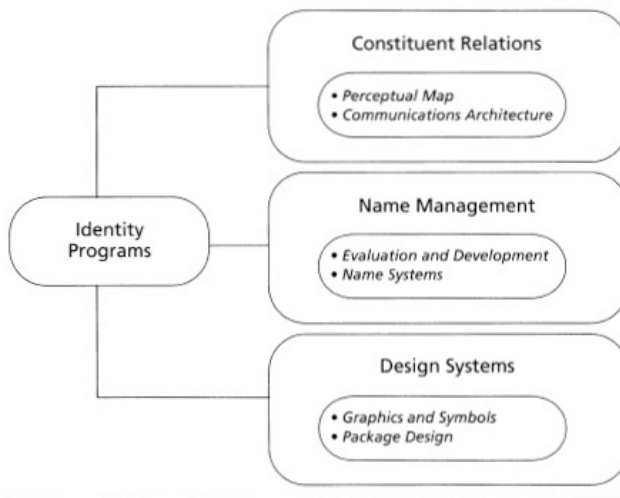 Constituent Relations
• Perceptual Map
• Communications Architecture
Identity
Programs
Name Management
• Evaluation and Development
• Name Systems
Design Systems
• Graphics and Symbols
• Package Design